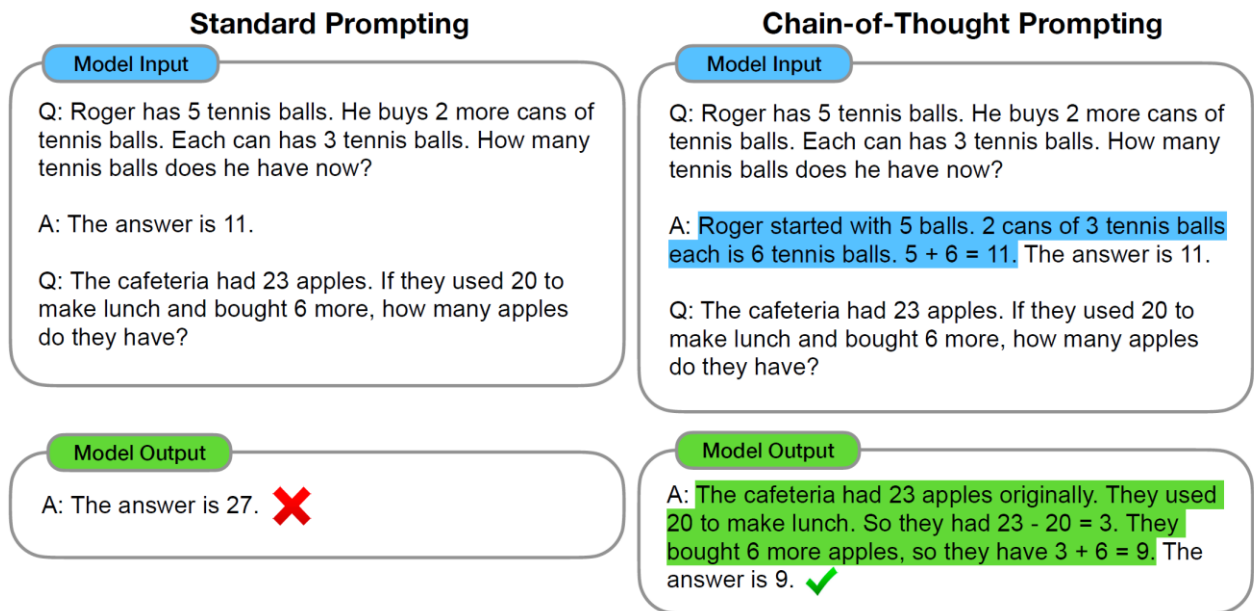 Standard Prompting
Model Input
Q: Roger has 5 tennis balls. He buys 2 more cans of
tennis balls. Each can has 3 tennis balls. How many
tennis balls does he have now?
A: The answer is 11.
Q: The cafeteria had 23 apples. If they used 20 to
make lunch and bought 6 more, how many apples
do they have?
Model Output
A: The answer is 27.
Chain-of-Thought Prompting
Model Input
Q: Roger has 5 tennis balls. He buys 2 more cans of
tennis balls. Each can has 3 tennis balls. How many
tennis balls does he have now?
A: Roger started with 5 balls. 2 cans of 3 tennis balls
each is 6 tennis balls. 5 + 6 = 11. The answer is 11.
Q: The cafeteria had 23 apples. If they used 20 to
make lunch and bought 6 more, how many apples
do they have?
Model Output
A: The cafeteria had 23 apples originally. They used
20 to make lunch. So they had 23 - 20 = 3. They
bought 6 more apples, so they have 3 + 6 = 9. The
answer is 9.